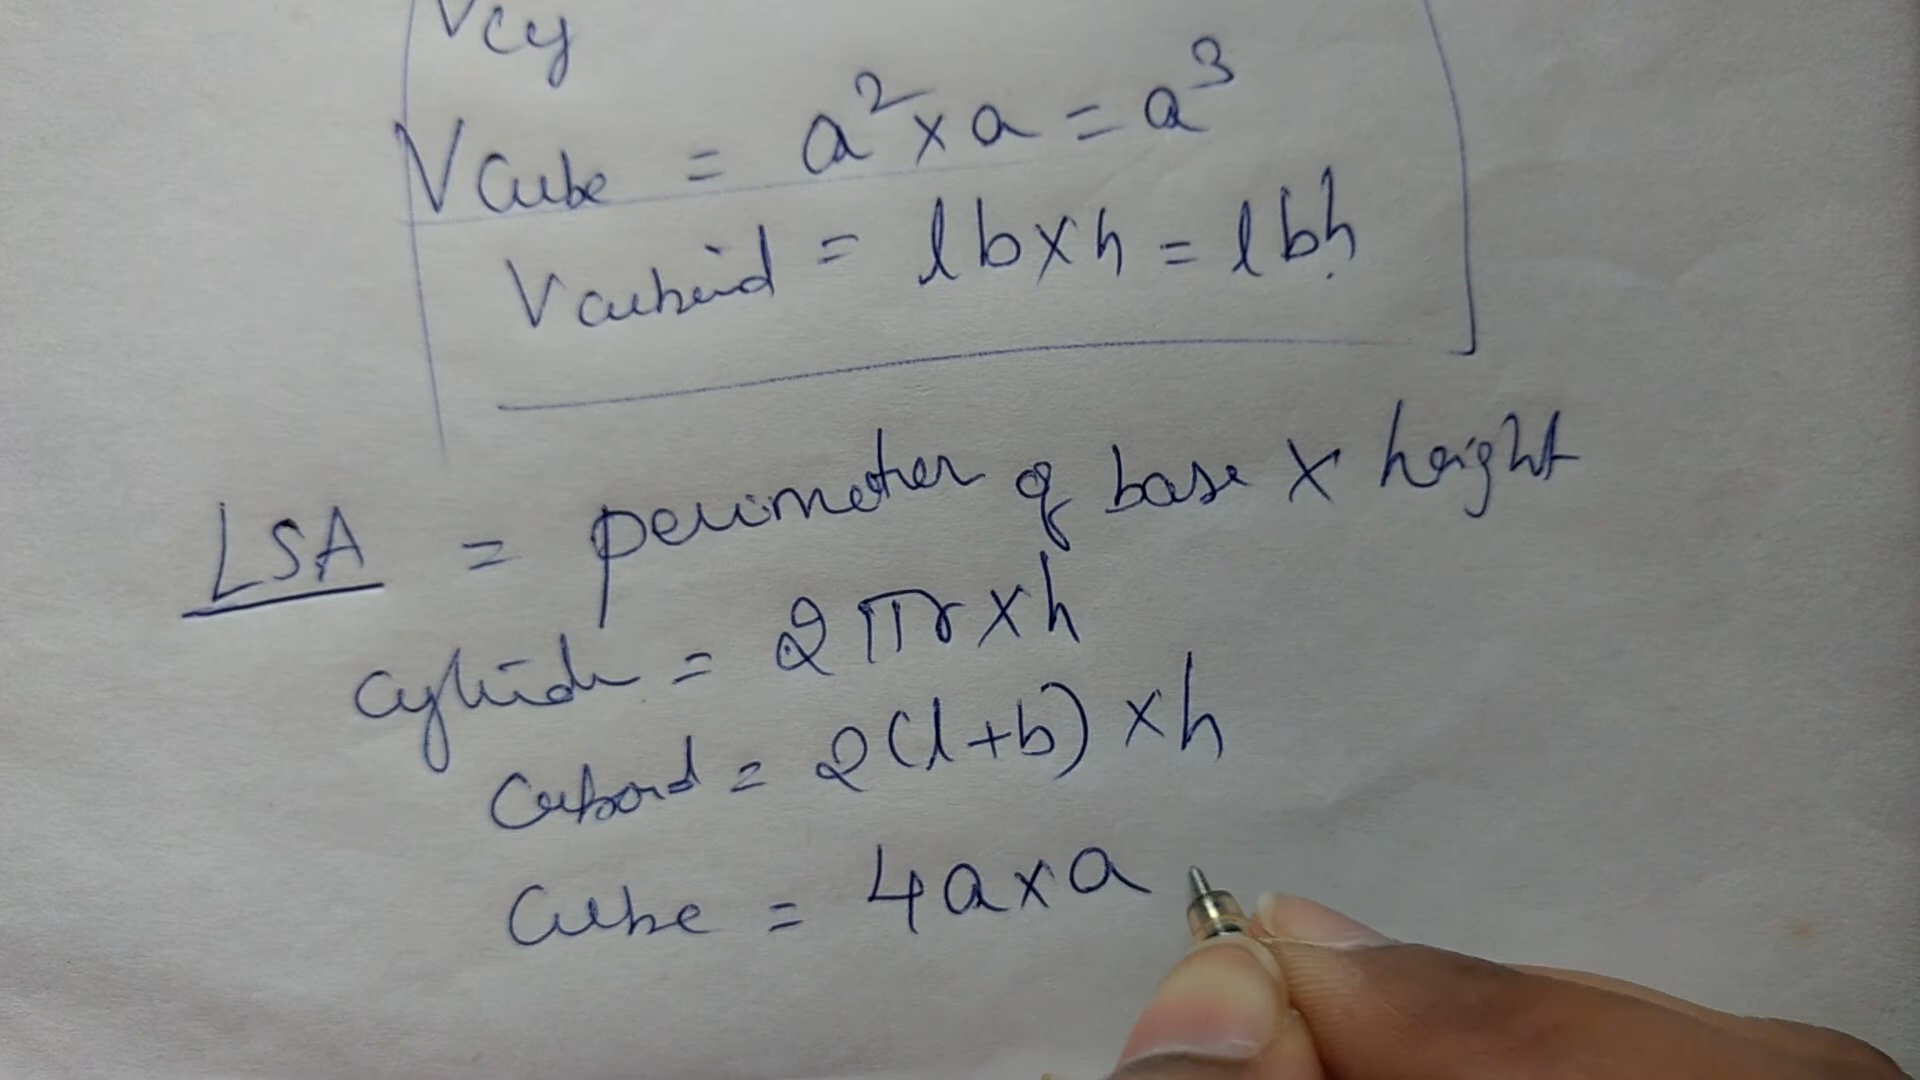 Vcy
Vcube = a² × a = a³
Vcuboid = lb × h = lbh
LSA = perimeter of base × height
cylinder = 2πr × h
Cuboid = 2(l+b) × h
Cube = 4a × a